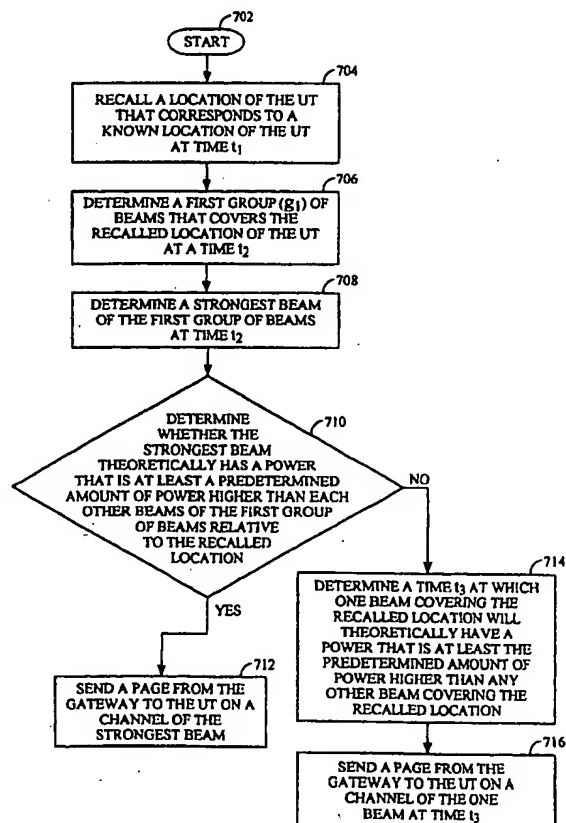 702
START
704
RECALL A LOCATION OF THE UT
THAT CORRESPONDS TO A
KNOWN LOCATION OF THE UT
AT TIME t1
706
DETERMINE A FIRST GROUP (g1) OF
BEAMS THAT COVERS THE
RECALLED LOCATION OF THE UT
AT A TIME t2
708
DETERMINE A STRONGEST BEAM
OF THE FIRST GROUP OF BEAMS
AT TIME t2
710
DETERMINE
WHETHER THE
STRONGEST BEAM
THEORETICALLY HAS A POWER
THAT IS AT LEAST A PREDETERMINED
AMOUNT OF POWER HIGHER THAN EACH
OTHER BEAMS OF THE FIRST GROUP
OF BEAMS RELATIVE
TO THE RECALLED
LOCATION
NO
YES
712
SEND A PAGE FROM THE
GATEWAY TO THE UT ON A
CHANNEL OF THE
STRONGEST BEAM
714
DETERMINE A TIME t3 AT WHICH
ONE BEAM COVERING THE
RECALLED LOCATION WILL
THEORETICALLY HAVE A
POWER THAT IS AT LEAST THE
PREDETERMINED AMOUNT OF
POWER HIGHER THAN ANY
OTHER BEAM COVERING THE
RECALLED LOCATION
716
SEND A PAGE FROM THE
GATEWAY TO THE UT ON A
CHANNEL OF THE ONE
BEAM AT TIME t3